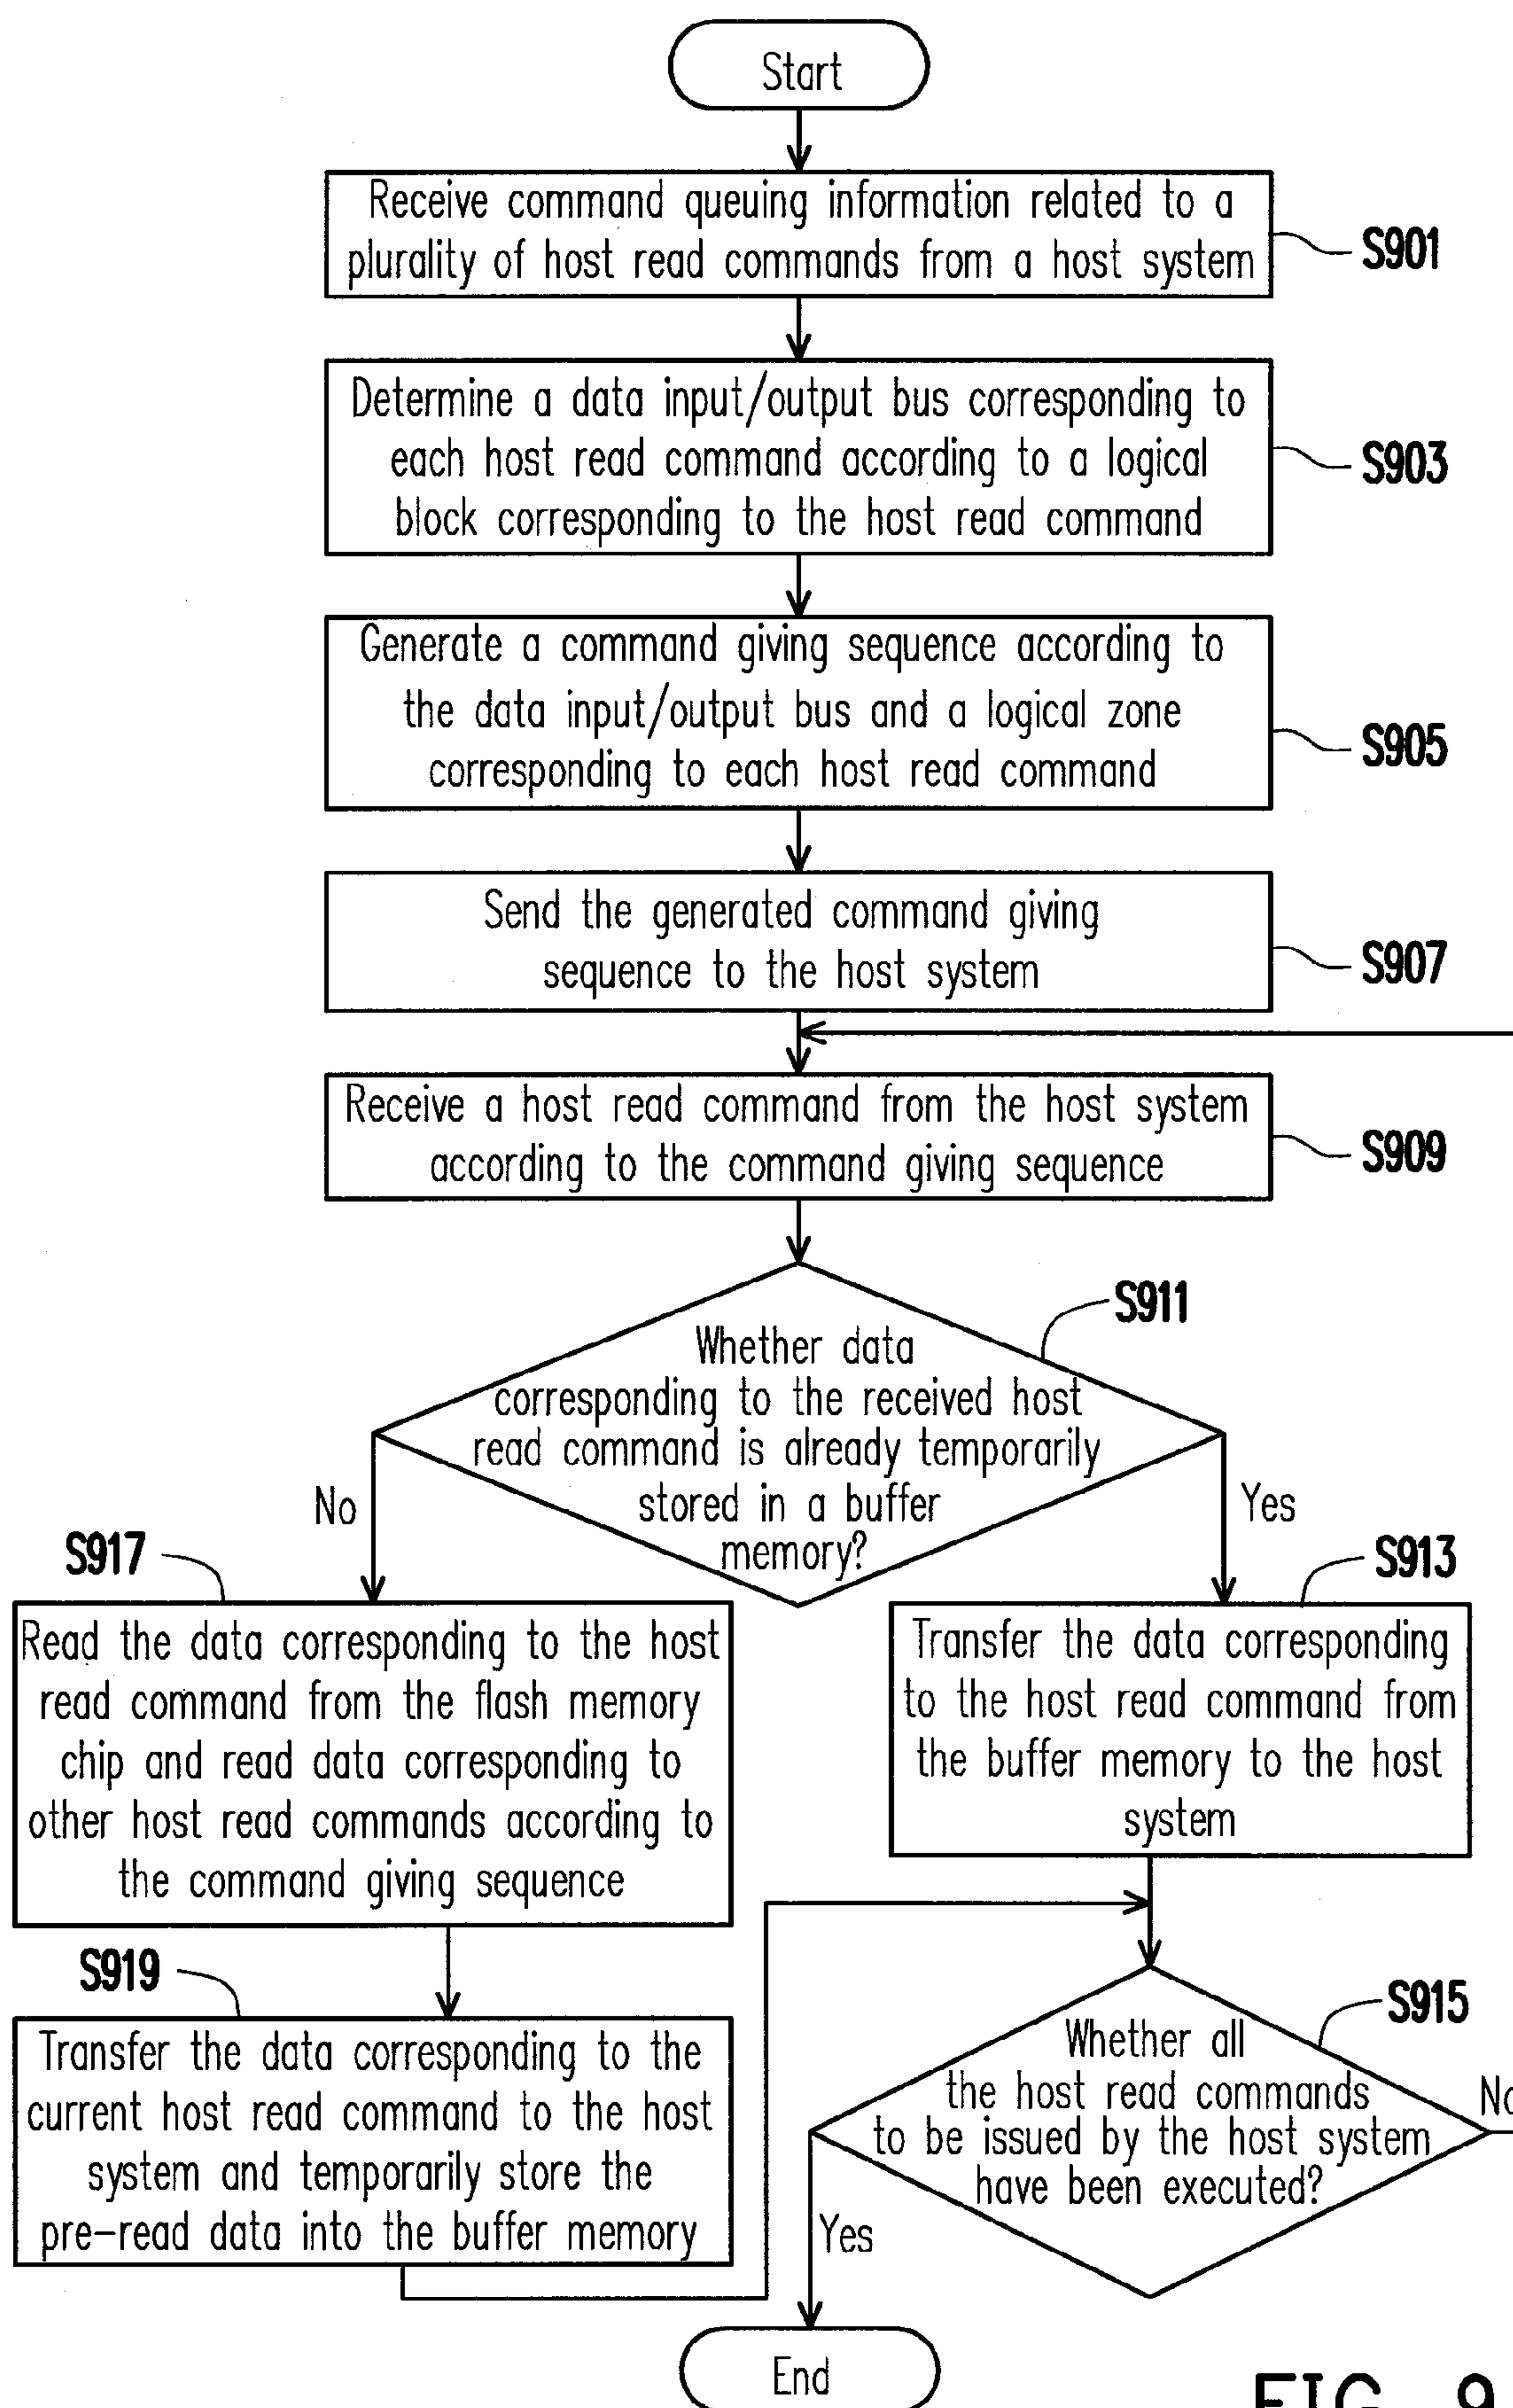 Start
Receive command queuing information related to a
plurality of host read commands from a host system
S901
Determine a data input/output bus corresponding to
each host read command according to a logical
block corresponding to the host read command
S903
Generate a command giving sequence according to
the data input/output bus and a logical zone
corresponding to each host read command
S905
Send the generated command giving
sequence to the host system
S907
Receive a host read command from the host system
according to the command giving sequence
S909
S911
Whether data
corresponding to the received host
read command is already temporarily
stored in a buffer
memory?
No
Yes
S917
Read the data corresponding to the host
read command from the flash memory
chip and read data corresponding to
other host read commands according to
the command giving sequence
S913
Transfer the data corresponding
to the host read command from
the buffer memory to the host
system
S919
Transfer the data corresponding to the
current host read command to the host
system and temporarily store the
pre-read data into the buffer memory
S915
Whether all
the host read commands
to be issued by the host system
have been executed?
No
Yes
End
FIG. 9